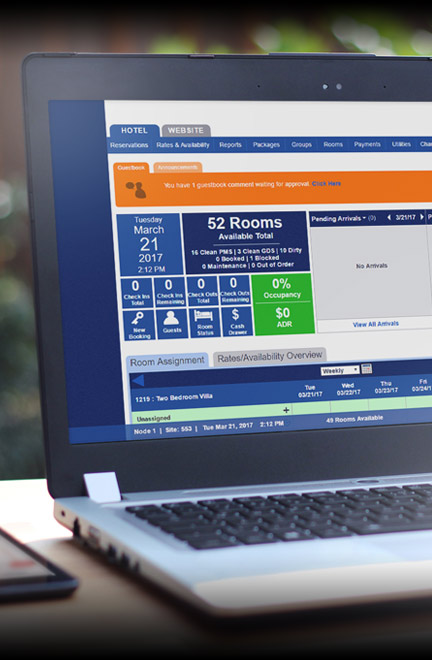 HOTEL WEBSITE
Reservations Rates & Availability Reports Packages Groups Rooms Payments Utilities
Guestbook Announcements
You have 1 guestbook comment waiting for approval. Click Here
Tuesday
March
21
2017
2:12 PM
52 Rooms
Available Total
16 Clean PMS | 3 Clean GDS | 10 Dirty
0 Booked | 1 Blocked
0 Maintenance | 0 Out of Order
Pending Arrivals (0) 3/21/17
No Arrivals
View All Arrivals
0 0 0 0
Check Ins Total
Check Ins Remaining
Check Outs Total
Check Outs Remaining
0%
Occupancy
$0
ADR
New Booking
Guests
Room Status
$
Cash Drawer
Room Assignment Rates/Availability Overview
Weekly
Tue 03/21/17
Wed 03/22/17
Thu 03/23/17
Fri
1219 : Two Bedroom Villa
Unassigned +
49 Rooms Available
Node 1 | Site: 553 | Tue Mar 21, 2017 2:12 PM